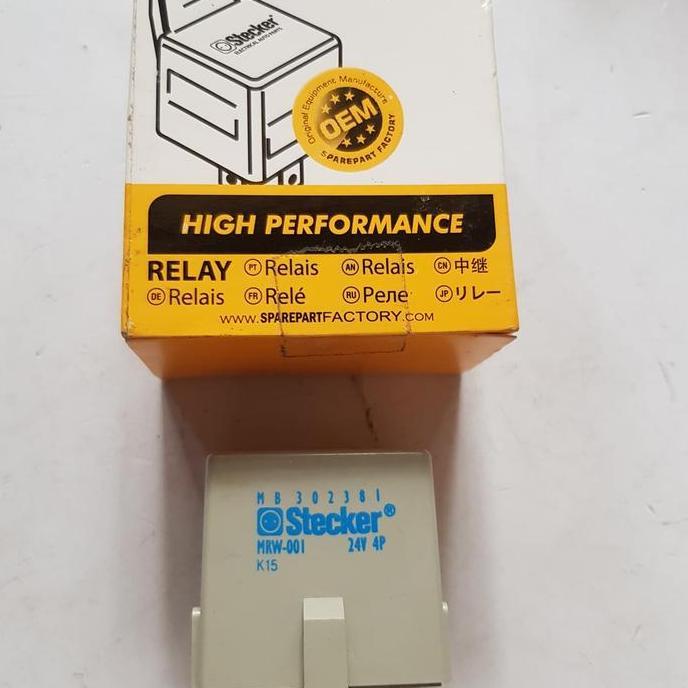 Stecker®
ELECTRICAL AUTO PARTS
Original Equipment Manufacture
OEM
SPAREPART FACTORY
HIGH PERFORMANCE
RELAY PT Relais AN Relais CN 中继
DE Relais FR Relé RU Реле JP リレー
WWW.SPAREPARTFACTORY.COM
MB302381
Stecker®
MRW-001 24V 4P
K15